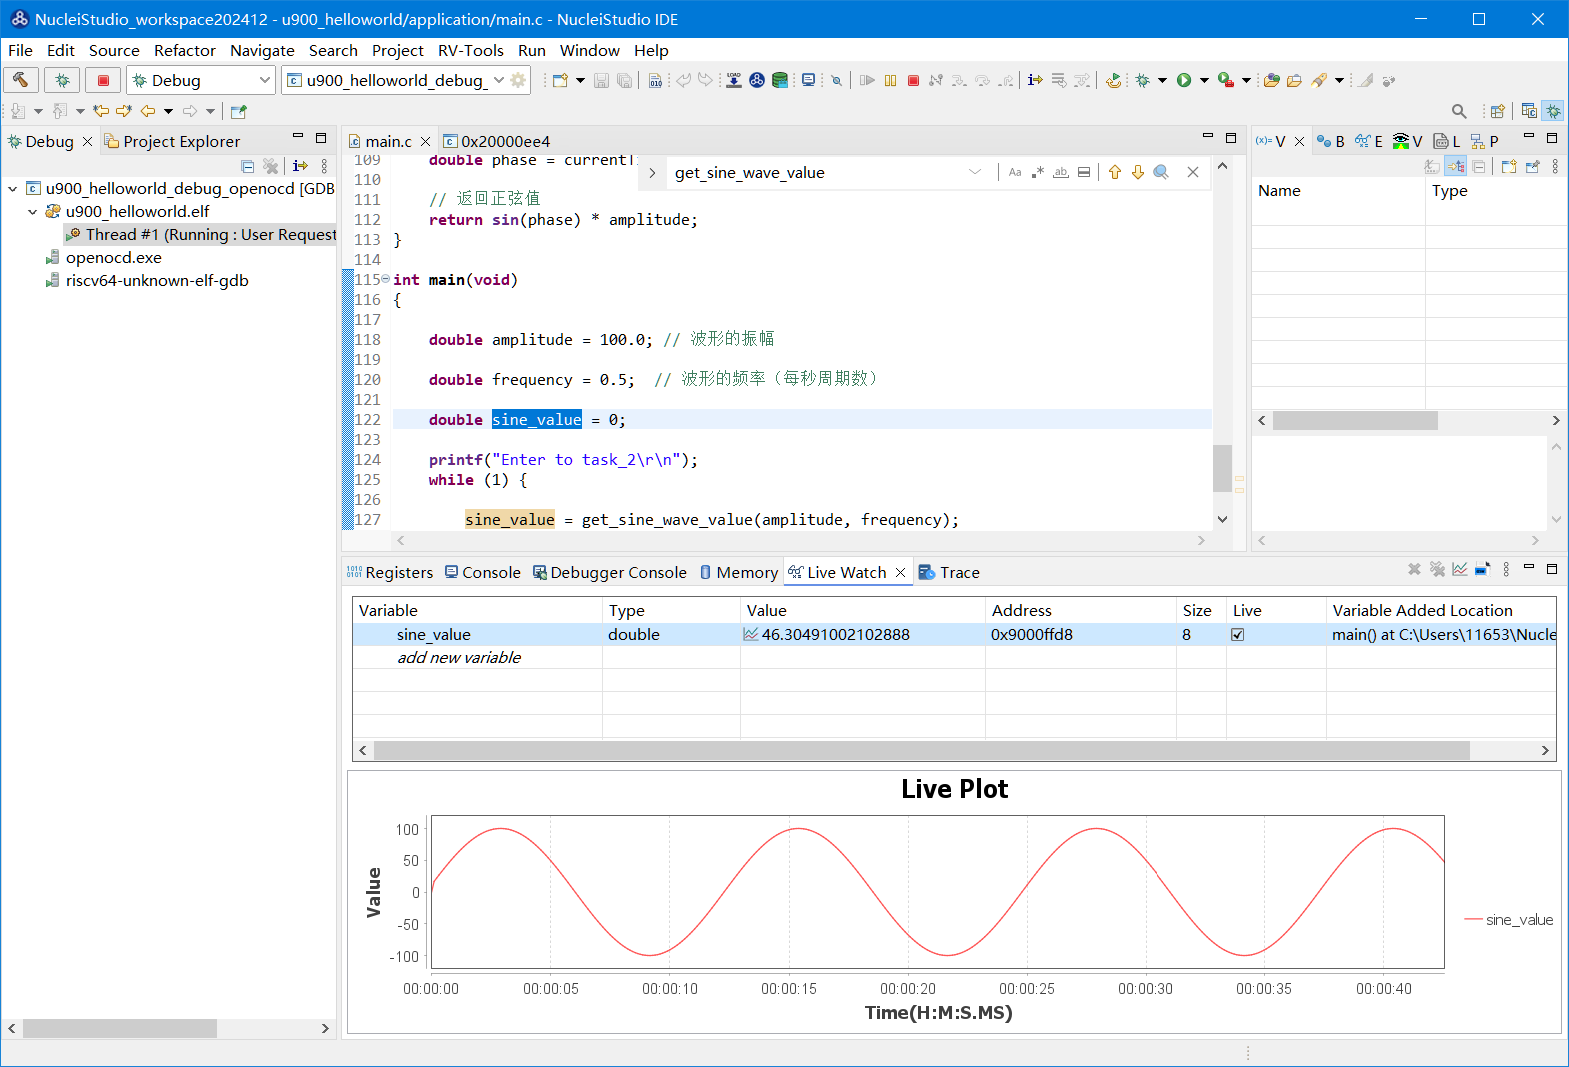 NucleiStudio_workspace202412 - u900_helloworld/application/main.c - NucleiStudio IDE
File Edit Source Refactor Navigate Search Project RV-Tools Run Window Help
Debug
u900_helloworld_debug_
Debug
Project Explorer
u900_helloworld_debug_openocd [GDB
u900_helloworld.elf
Thread #1 (Running : User Request
openocd.exe
riscv64-unknown-elf-gdb
main.c
0x20000ee4
get_sine_wave_value
109 double phase = currentTi
110
111 // 返回正弦值
112 return sin(phase) * amplitude;
113 }
114
115 int main(void)
116 {
117
118 double amplitude = 100.0; // 波形的振幅
119
120 double frequency = 0.5; // 波形的频率（每秒周期数）
121
122 double sine_value = 0;
123
124 printf("Enter to task_2\r\n");
125 while (1) {
126
127 sine_value = get_sine_wave_value(amplitude, frequency);
(x)= V B E V L P
Name Type
Registers Console Debugger Console Memory Live Watch Trace
Variable Type Value Address Size Live Variable Added Location
sine_value double 46.30491002102888 0x9000ffd8 8 main() at C:\Users\11653\Nucle
add new variable
Live Plot
Value
100
50
0
-50
-100
00:00:00 00:00:05 00:00:10 00:00:15 00:00:20 00:00:25 00:00:30 00:00:35 00:00:40
Time(H:M:S.MS)
sine_value